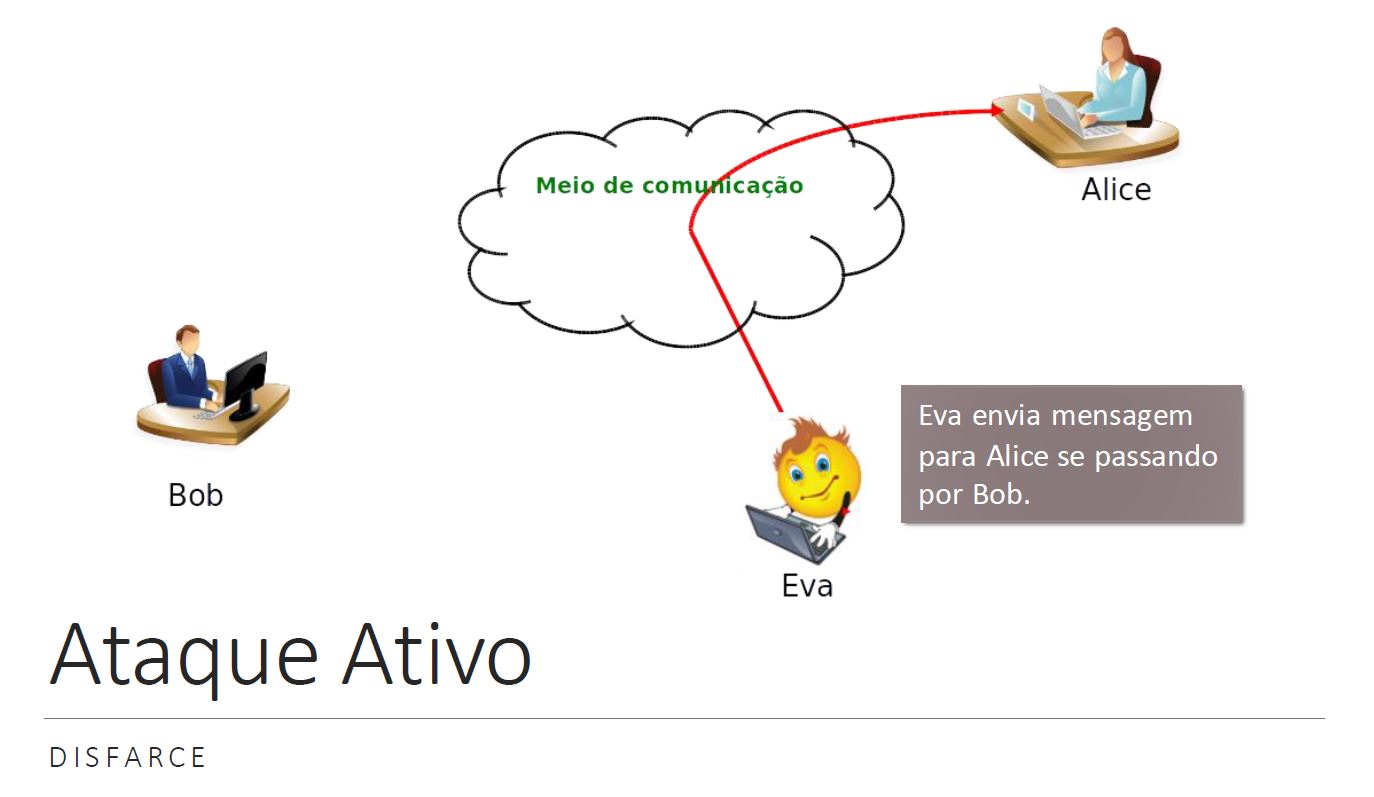 Meio de comunicação
Alice
Bob
Eva envia mensagem
para Alice se passando
por Bob.
Eva
Ataque Ativo
DISFARCE